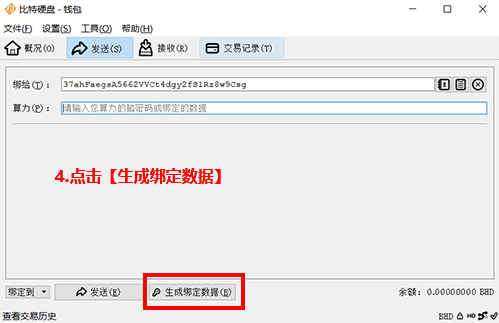 比特硬盘 - 钱包
文件(F) 设置(S) 工具(O) 帮助(H)
概况(O) 发送(S) 接收(R) 交易记录(T)
绑给(T)： 37ahFaegsA5662VVCt4dgy2fS1Rz8w9Csg
算力(P)： 请输入您算力的脑密码或绑定的数据
4.点击【生成绑定数据】
绑定到 发送(E) 生成绑定数据(B) 余额： 0.00000000 BHD
查看交易历史 BHD HD